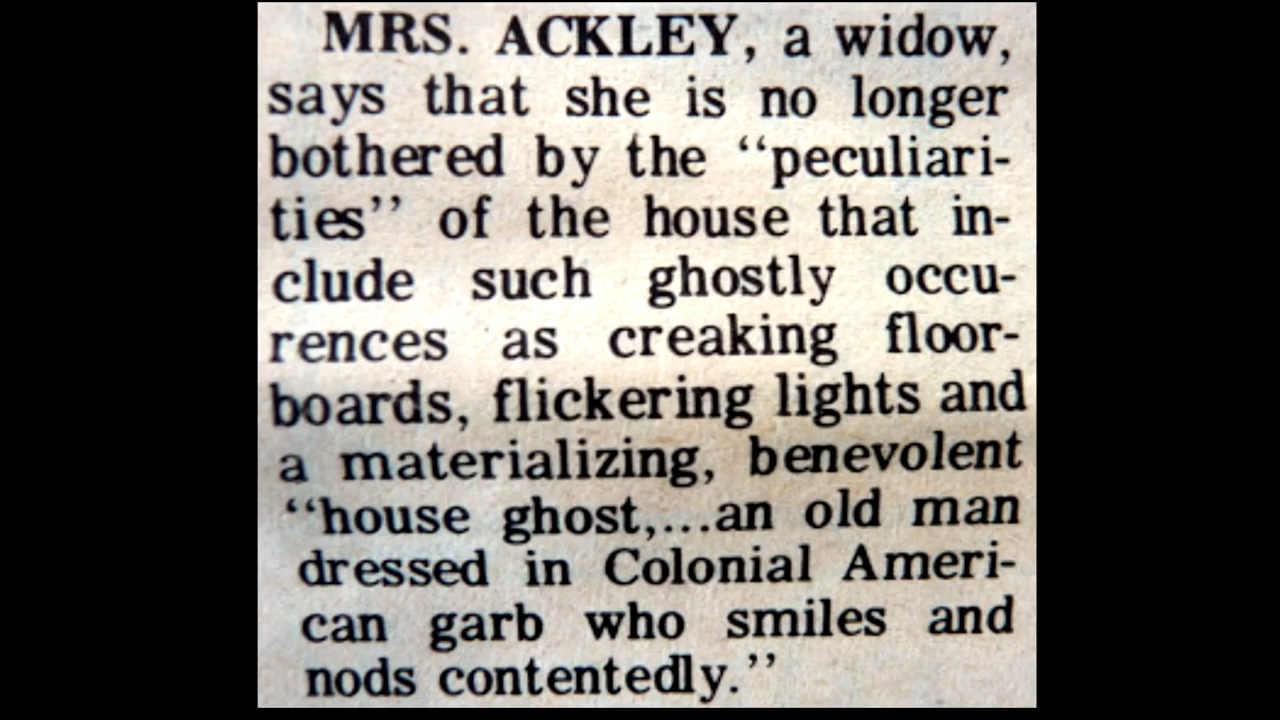 MRS. ACKLEY, a widow,
says that she is no longer
bothered by the “peculiari-
ties” of the house that in-
clude such ghostly occu-
rences as creaking floor-
boards, flickering lights and
a materializing, benevolent
“house ghost,...an old man
dressed in Colonial Ameri-
can garb who smiles and
nods contentedly.”